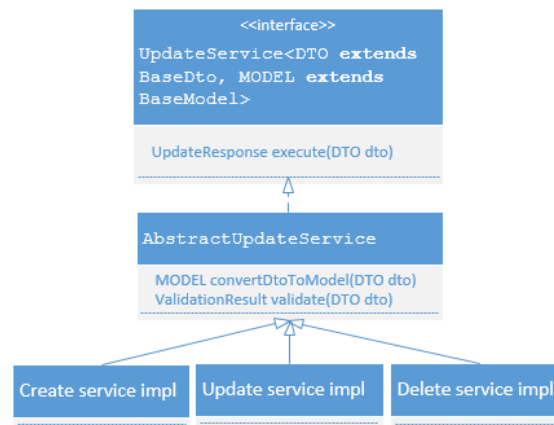 <<interface>>
UpdateService<DTO extends
BaseDto, MODEL extends
BaseModel>
UpdateResponse execute(DTO dto)
AbstractUpdateService
MODEL convertDtoToModel(DTO dto)
ValidationResult validate(DTO dto)
Create service impl
Update service impl
Delete service impl